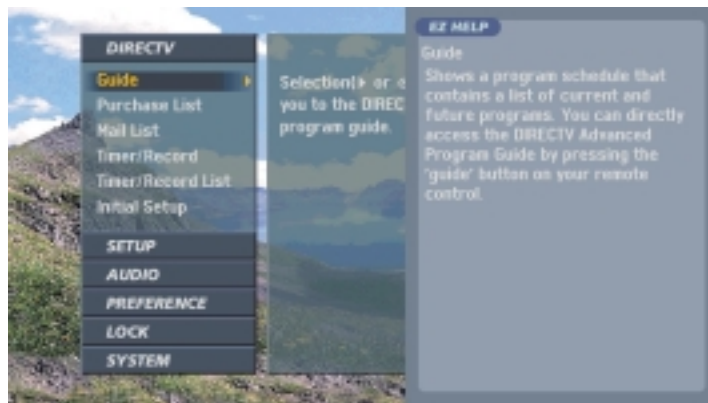 DIRECTV
Guide
Purchase List
Mail List
Timer/Record
Timer/Record List
Initial Setup
SETUP
AUDIO
PREFERENCE
LOCK
SYSTEM
Selection(▶ or
you to the DIREC
program guide.
EZ HELP
Guide
Shows a program schedule that
contains a list of current and
future programs. You can directly
access the DIRECTV Advanced
Program Guide by pressing the
'guide' button on your remote
control.